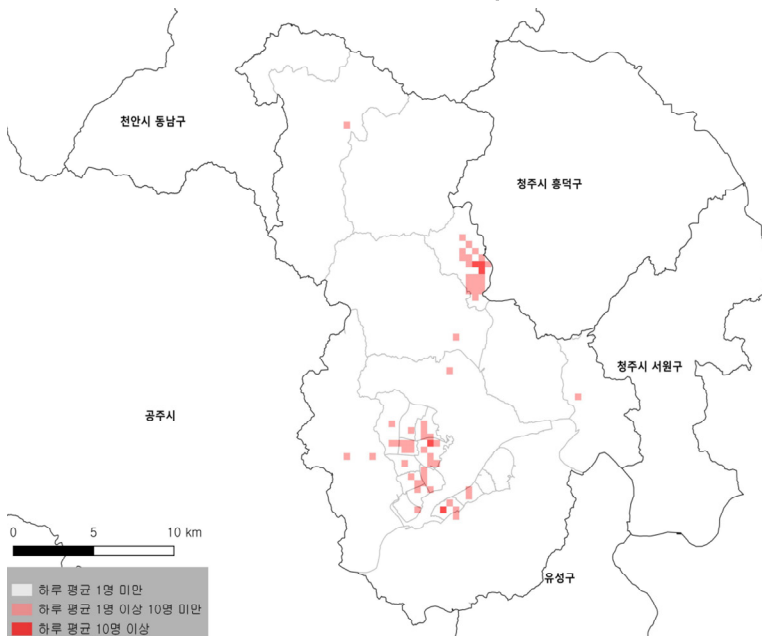 천안시 동남구
청주시 흥덕구
청주시 서원구
공주시
0 5 10 km
유성구
하루 평균 1명 미만
하루 평균 1명 이상 10명 미만
하루 평균 10명 이상